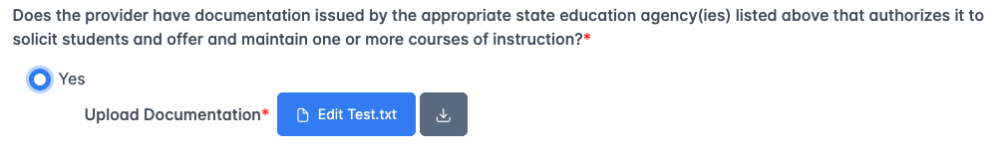 Does the provider have documentation issued by the appropriate state education agency(ies) listed above that authorizes it to
solicit students and offer and maintain one or more courses of instruction?*
Yes
Upload Documentation* Edit Test.txt